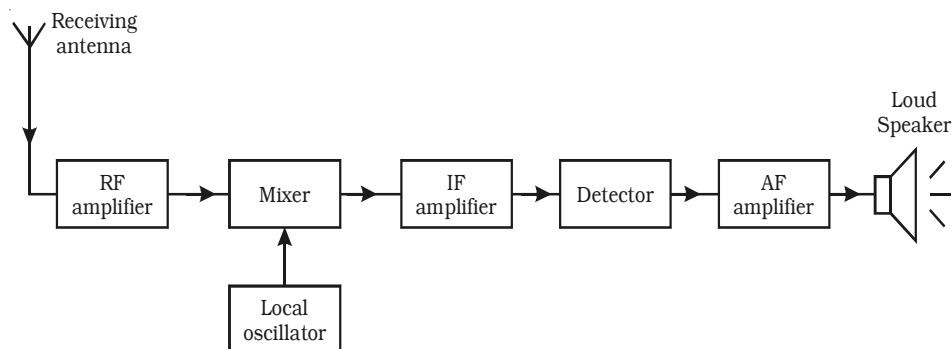 Receiving
antenna
Loud
Speaker
RF
amplifier
Mixer
IF
amplifier
Detector
AF
amplifier
Local
oscillator